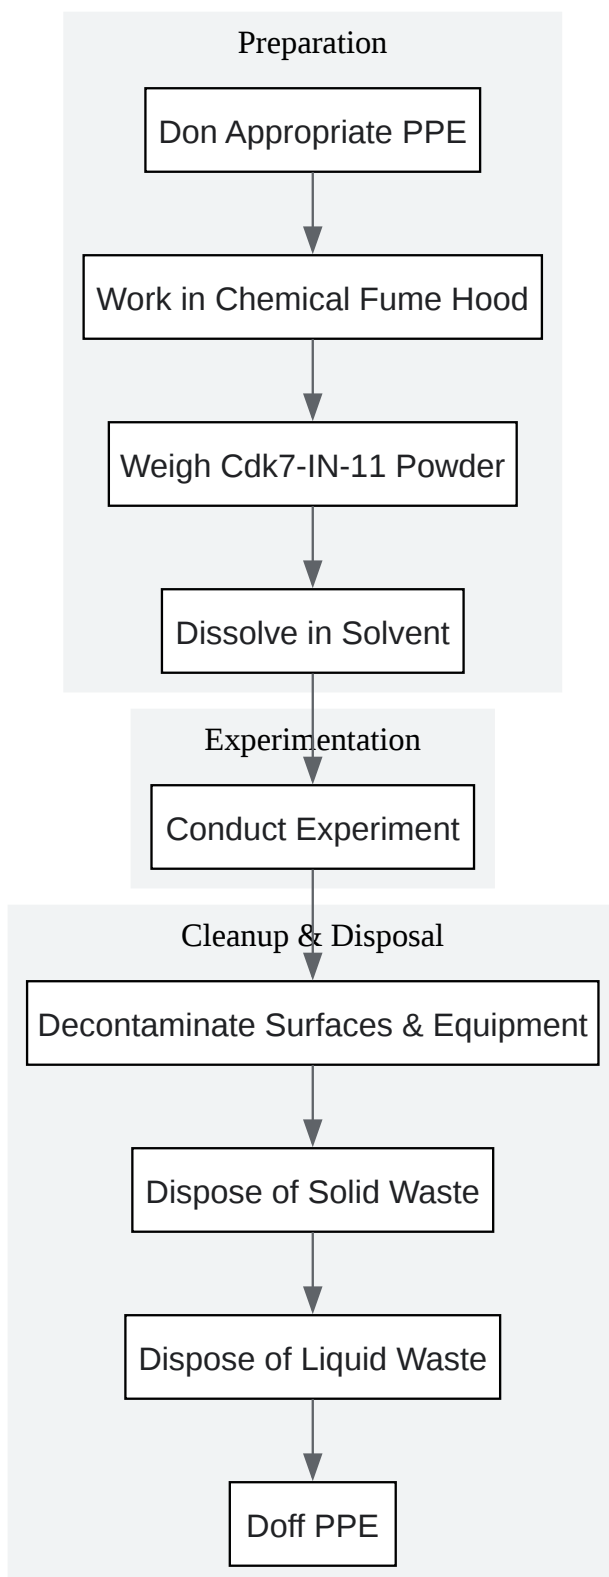 Preparation
Don Appropriate PPE
Work in Chemical Fume Hood
Weigh Cdk7-IN-11 Powder
Dissolve in Solvent
Experimentation
Conduct Experiment
Cleanup & Disposal
Decontaminate Surfaces & Equipment
Dispose of Solid Waste
Dispose of Liquid Waste
Doff PPE